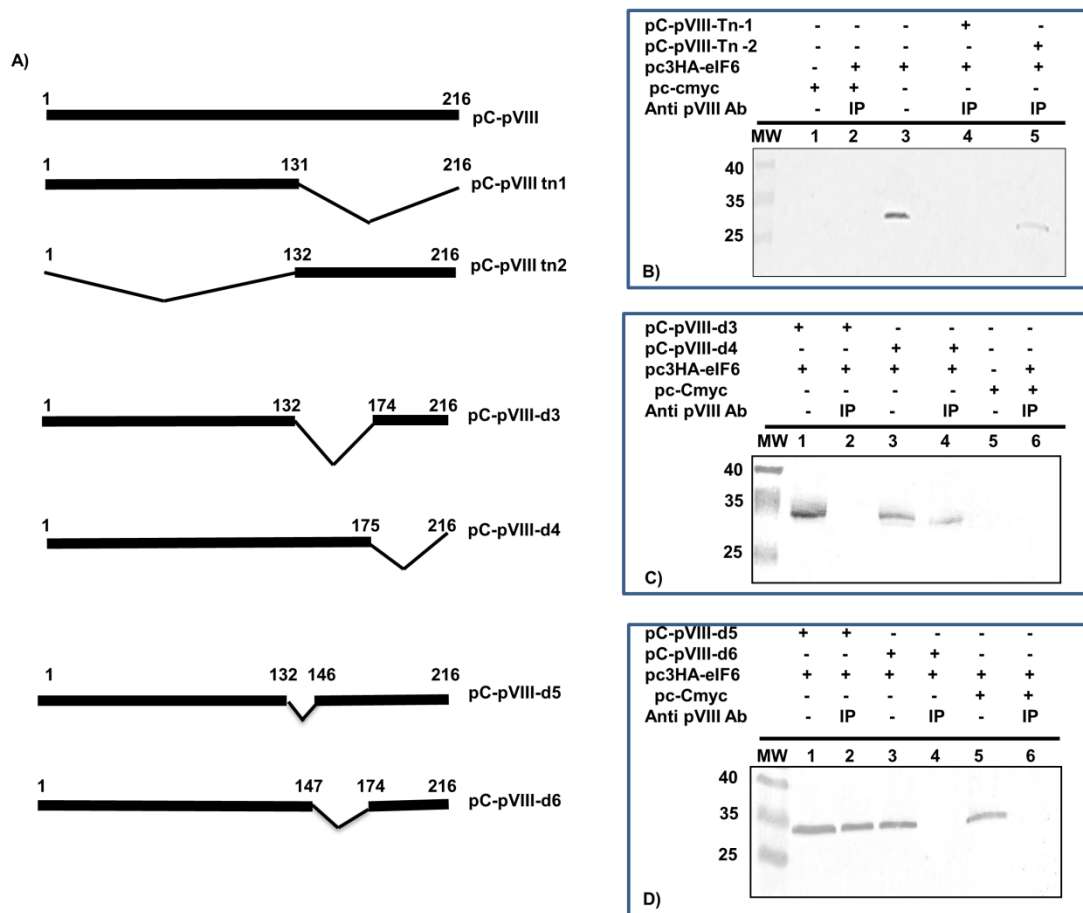 A)
1 216
pC-pVIII
1 131 216
pC-pVIII tn1
1 132 216
pC-pVIII tn2
1 132 174 216
pC-pVIII-d3
1 175 216
pC-pVIII-d4
1 132 146 216
pC-pVIII-d5
1 147 174 216
pC-pVIII-d6
pC-pVIII-Tn-1 - - - + -
pC-pVIII-Tn -2 - - - - +
pc3HA-eIF6 - + + + +
pc-cmyc + + - - -
Anti pVIII Ab - IP - IP IP
MW 1 2 3 4 5
40
35
25
B)
pC-pVIII-d3 + + - - - -
pC-pVIII-d4 - - + + - -
pc3HA-eIF6 + + + + - +
pc-Cmyc - - - - + +
Anti pVIII Ab - IP - IP - IP
MW 1 2 3 4 5 6
40
35
25
C)
pC-pVIII-d5 + + - - - -
pC-pVIII-d6 - - + + - -
pc3HA-eIF6 + + + + + +
pc-Cmyc - - - - + +
Anti pVIII Ab - IP - IP - IP
MW 1 2 3 4 5 6
40
35
25
D)